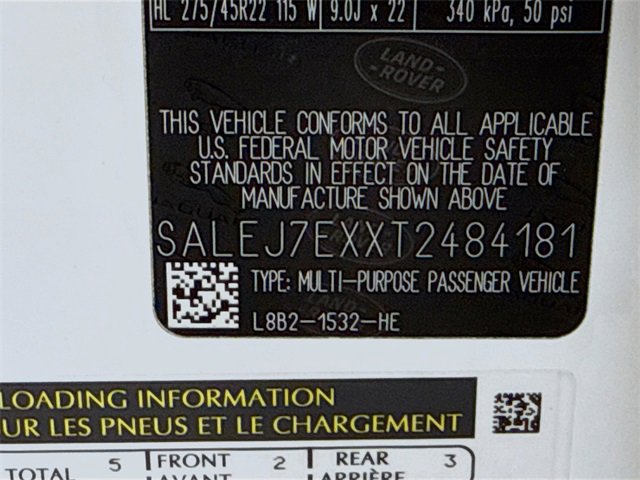 HL 275/45R22 115 W 9.0J x 22 340 kPa, 50 psi
LAND-
-ROVER
THIS VEHICLE CONFORMS TO ALL APPLICABLE
U.S. FEDERAL MOTOR VEHICLE SAFETY
STANDARDS IN EFFECT ON THE DATE OF
MANUFACTURE SHOWN ABOVE
SALEJ7EXXT2484181
TYPE: MULTI-PURPOSE PASSENGER VEHICLE
L8B2-1532-HE
LOADING INFORMATION
UR LES PNEUS ET LE CHARGEMENT
TOTAL 5 FRONT 2 REAR 3
AVANT ARRIÈRE